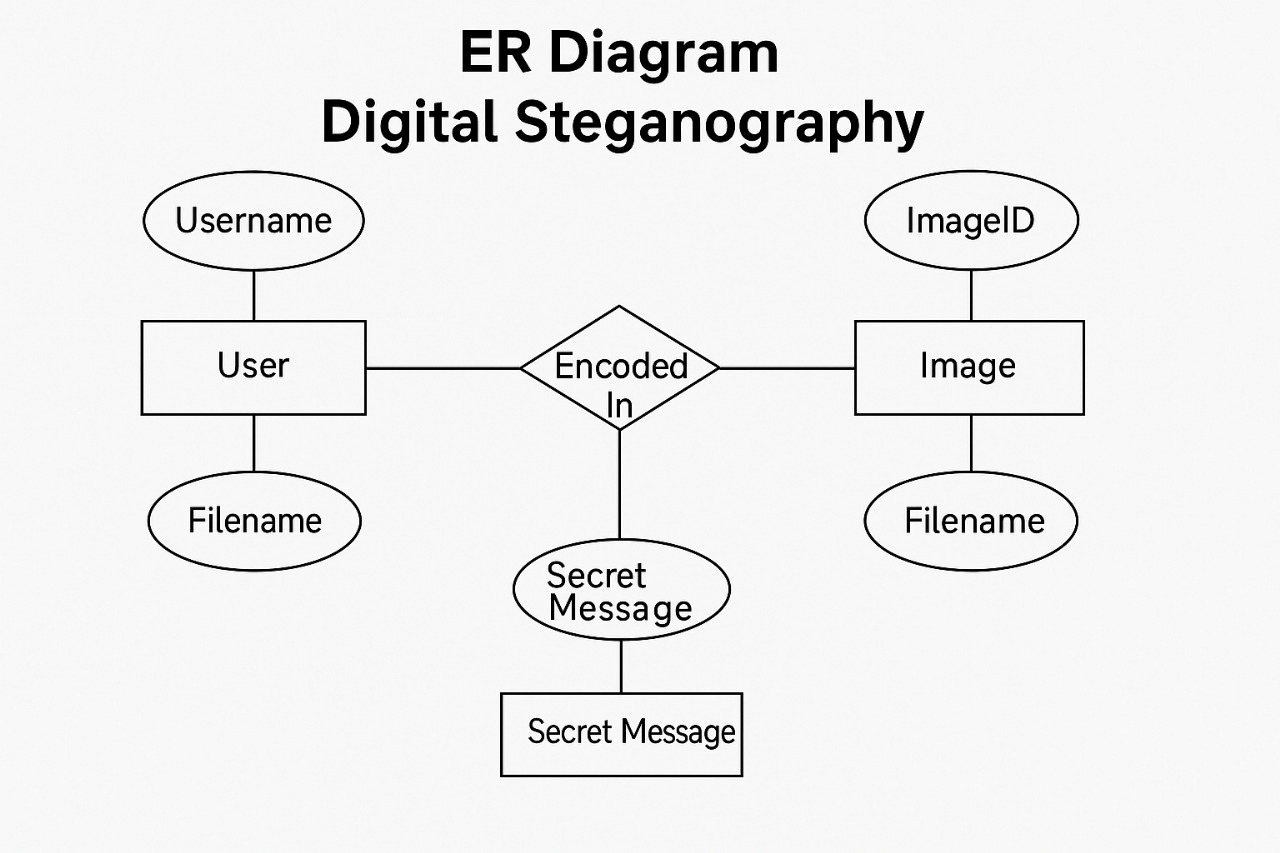 ER Diagram
Digital Steganography
Username
ImageID
User
Encoded
In
Image
Filename
Filename
Secret
Message
Secret Message